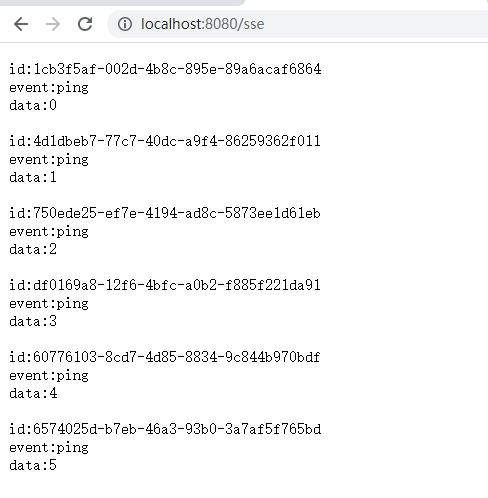 localhost:8080/sse
id:1cb3f5af-002d-4b8c-895e-89a6acaf6864
event:ping
data:0
id:4d1dbeb7-77c7-40dc-a9f4-86259362f011
event:ping
data:1
id:750ede25-ef7e-4194-ad8c-5873ee1d61eb
event:ping
data:2
id:df0169a8-12f6-4bfc-a0b2-f885f221da91
event:ping
data:3
id:60776103-8cd7-4d85-8834-9c844b970bdf
event:ping
data:4
id:6574025d-b7eb-46a3-93b0-3a7af5f765bd
event:ping
data:5